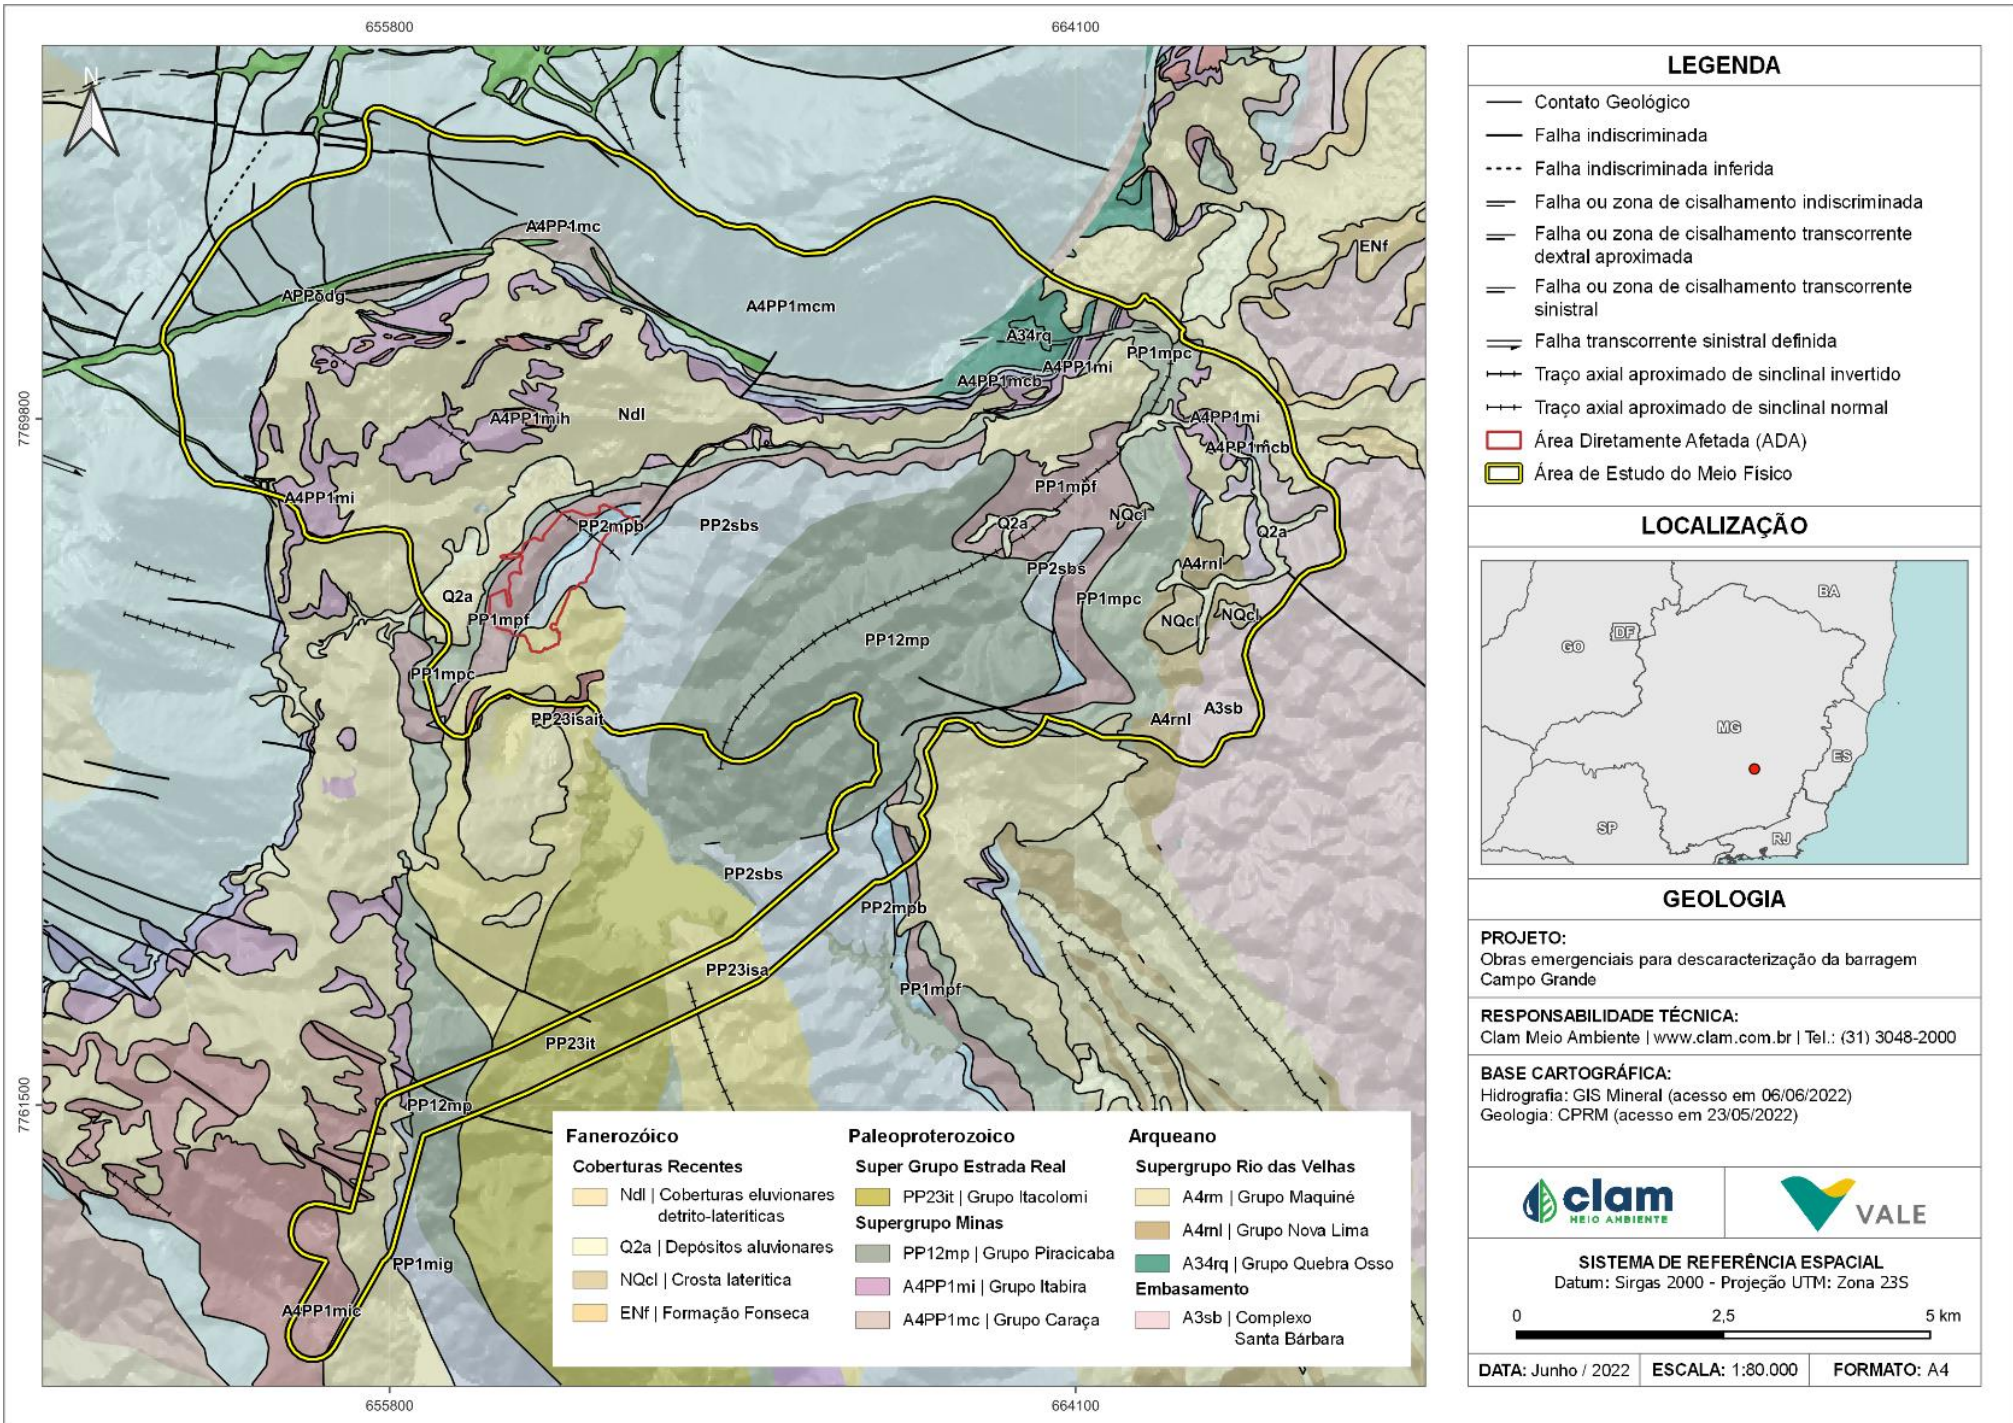 655800
664100
N
A4PP1mc
ENf
APPδdg
A4PP1mcm
A34rq
PP1mpc
A4PP1mi
A4PP1mcb
7769800
A4PP1mih
Ndl
A4PP1mi
A4PP1mcb
A4PP1mi
PP1mpf
PP2mpb
PP2sbs
Q2a
NQcl
Q2a
PP2sbs
A4rnl
Q2a
PP1mpc
PP1mpf
NQcl
NQcl
PP12mp
PP1mpc
PP23isait
A4rnl
A3sb
PP2sbs
PP2mpb
PP23isa
PP1mpf
PP23it
7761500
PP12mp
PP1mig
A4PP1mic
655800
664100
Fanerozóico
Coberturas Recentes
Ndl | Coberturas eluvionares
detrito-lateríticas
Q2a | Depósitos aluvionares
NQcl | Crosta laterítica
ENf | Formação Fonseca
Paleoproterozoico
Super Grupo Estrada Real
PP23it | Grupo Itacolomi
Supergrupo Minas
PP12mp | Grupo Piracicaba
A4PP1mi | Grupo Itabira
A4PP1mc | Grupo Caraça
Arqueano
Supergrupo Rio das Velhas
A4rm | Grupo Maquiné
A4rnl | Grupo Nova Lima
A34rq | Grupo Quebra Osso
Embasamento
A3sb | Complexo
Santa Bárbara
LEGENDA
Contato Geológico
Falha indiscriminada
Falha indiscriminada inferida
Falha ou zona de cisalhamento indiscriminada
Falha ou zona de cisalhamento transcorrente
dextral aproximada
Falha ou zona de cisalhamento transcorrente
sinistral
Falha transcorrente sinistral definida
Traço axial aproximado de sinclinal invertido
Traço axial aproximado de sinclinal normal
Área Diretamente Afetada (ADA)
Área de Estudo do Meio Físico
LOCALIZAÇÃO
BA
DF
GO
MG
ES
SP
RJ
GEOLOGIA
PROJETO:
Obras emergenciais para descaracterização da barragem
Campo Grande
RESPONSABILIDADE TÉCNICA:
Clam Meio Ambiente | www.clam.com.br | Tel.: (31) 3048-2000
BASE CARTOGRÁFICA:
Hidrografia: GIS Mineral (acesso em 06/06/2022)
Geologia: CPRM (acesso em 23/05/2022)
clam
MEIO AMBIENTE
VALE
SISTEMA DE REFERÊNCIA ESPACIAL
Datum: Sirgas 2000 - Projeção UTM: Zona 23S
0 2,5 5 km
DATA: Junho / 2022 ESCALA: 1:80.000 FORMATO: A4